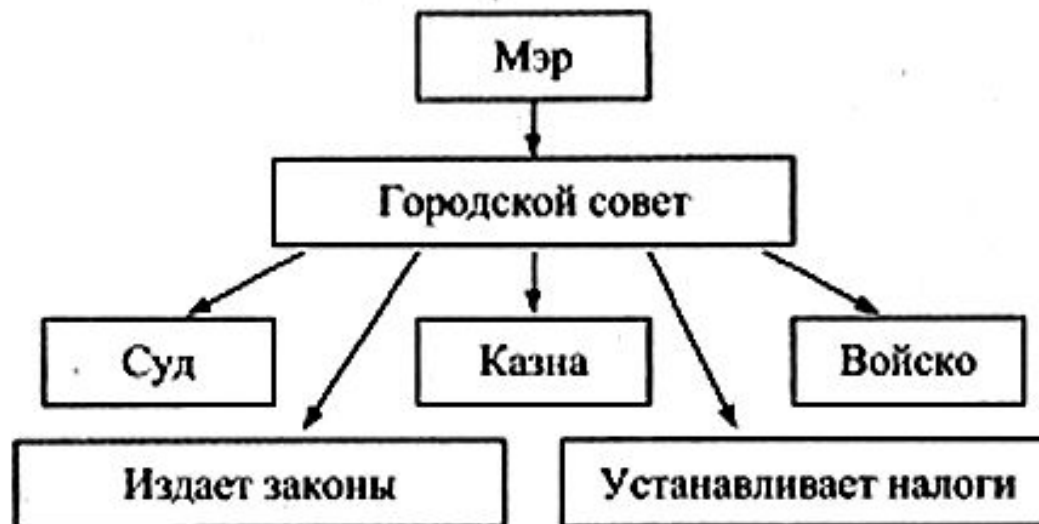 Мэр
Городской совет
Суд
Казна
Войско
Издает законы
Устанавливает налоги